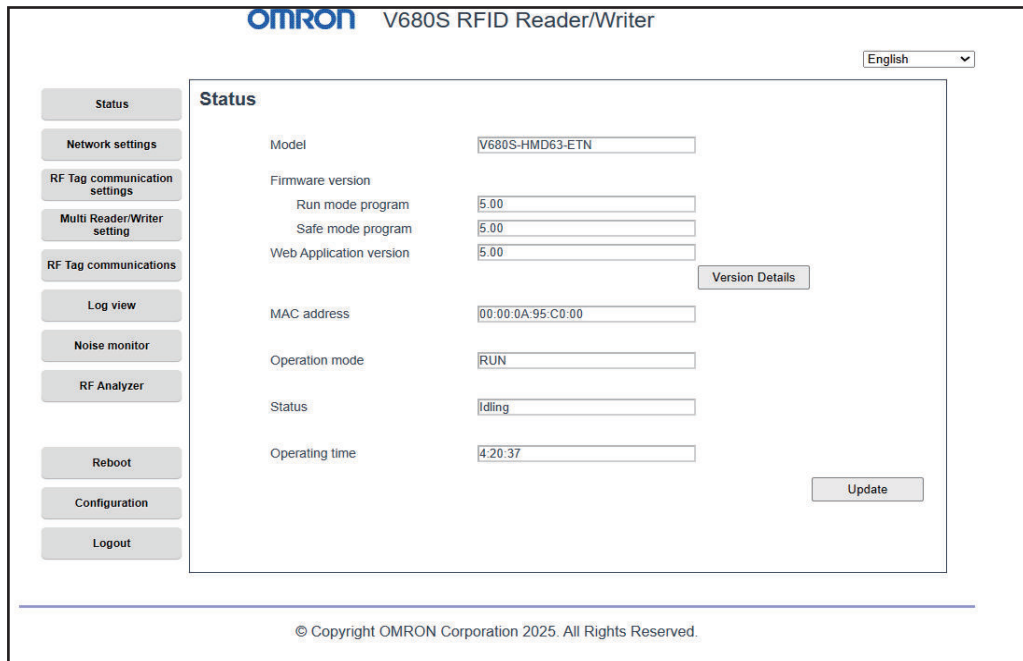 OMRON V680S RFID Reader/Writer
English
Status
Network settings
RF Tag communication
settings
Multi Reader/Writer
setting
RF Tag communications
Log view
Noise monitor
RF Analyzer
Reboot
Configuration
Logout
Status
Model V680S-HMD63-ETN
Firmware version
Run mode program 5.00
Safe mode program 5.00
Web Application version 5.00
Version Details
MAC address 00:00:0A:95:C0:00
Operation mode RUN
Status Idling
Operating time 4:20:37
Update
© Copyright OMRON Corporation 2025. All Rights Reserved.